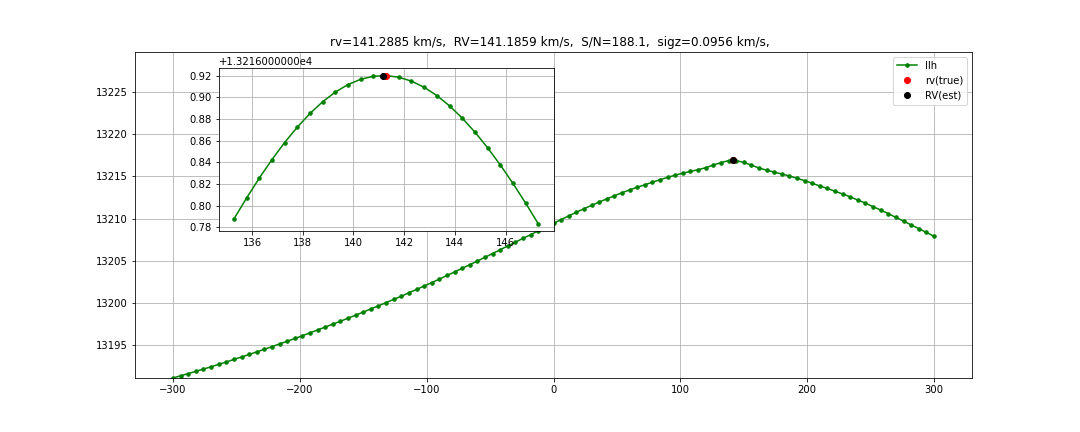 rv=141.2885 km/s,  RV=141.1859 km/s,  S/N=188.1,  sigz=0.0956 km/s,
+1.3216000000e4
0.92
0.90
0.88
0.86
0.84
0.82
0.80
0.78
136 138 140 142 144 146
llh
rv(true)
RV(est)
13225
13220
13215
13210
13205
13200
13195
−300 −200 −100 0 100 200 300